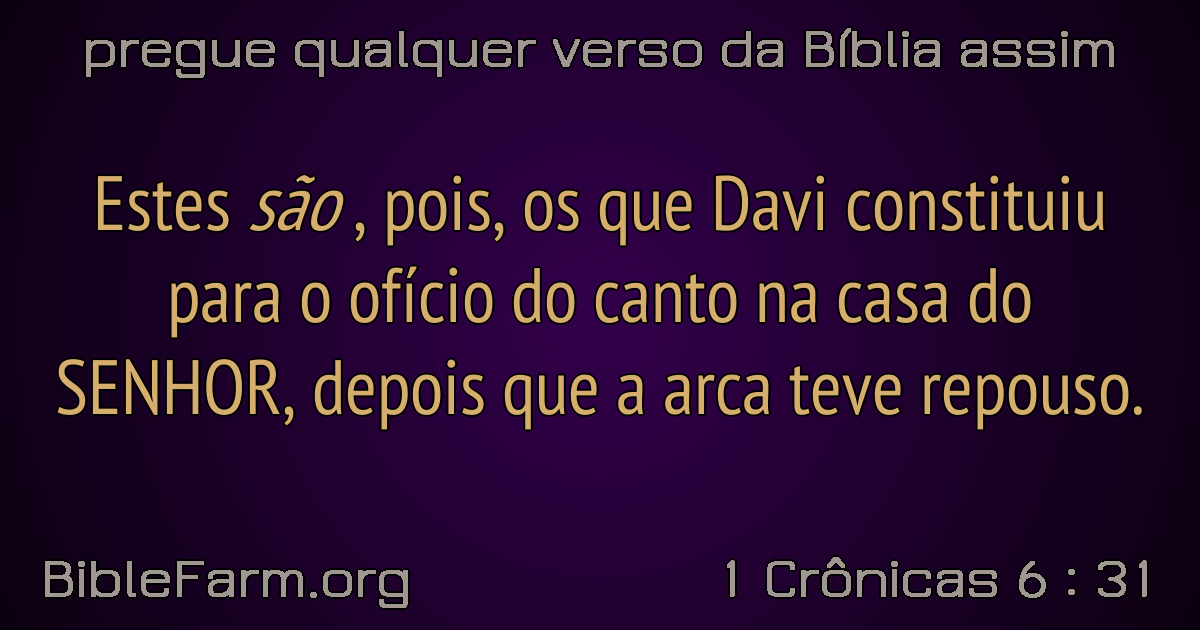 pregue qualquer verso da Bíblia assim
Estes são , pois, os que Davi constituiu
para o ofício do canto na casa do
SENHOR, depois que a arca teve repouso.
BibleFarm.org
1 Crônicas 6 : 31